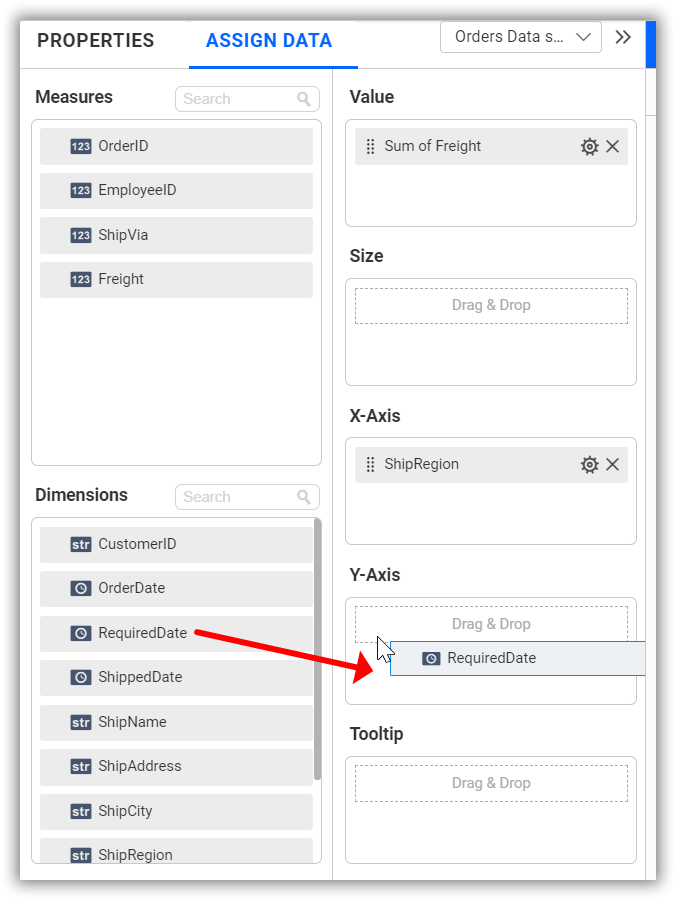 PROPERTIES
ASSIGN DATA
Orders Data s...
Measures
Search
123 OrderID
123 EmployeeID
123 ShipVia
123 Freight
Dimensions
Search
str CustomerID
OrderDate
RequiredDate
ShippedDate
str ShipName
str ShipAddress
str ShipCity
str ShipRegion
Value
Sum of Freight
Size
Drag & Drop
X-Axis
ShipRegion
Y-Axis
Drag & Drop
RequiredDate
Tooltip
Drag & Drop